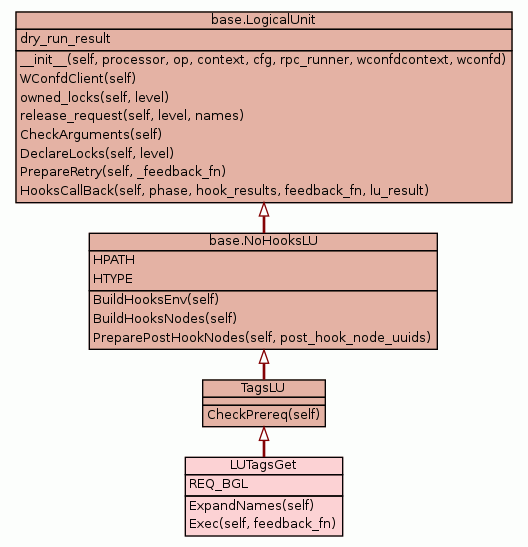 base.LogicalUnit
dry_run_result
__init__(self, processor, op, context, cfg, rpc_runner, wconfdcontext, wconfd)
WConfdClient(self)
owned_locks(self, level)
release_request(self, level, names)
CheckArguments(self)
DeclareLocks(self, level)
PrepareRetry(self, _feedback_fn)
HooksCallBack(self, phase, hook_results, feedback_fn, lu_result)
base.NoHooksLU
HPATH
HTYPE
BuildHooksEnv(self)
BuildHooksNodes(self)
PreparePostHookNodes(self, post_hook_node_uuids)
TagsLU
CheckPrereq(self)
LUTagsGet
REQ_BGL
ExpandNames(self)
Exec(self, feedback_fn)